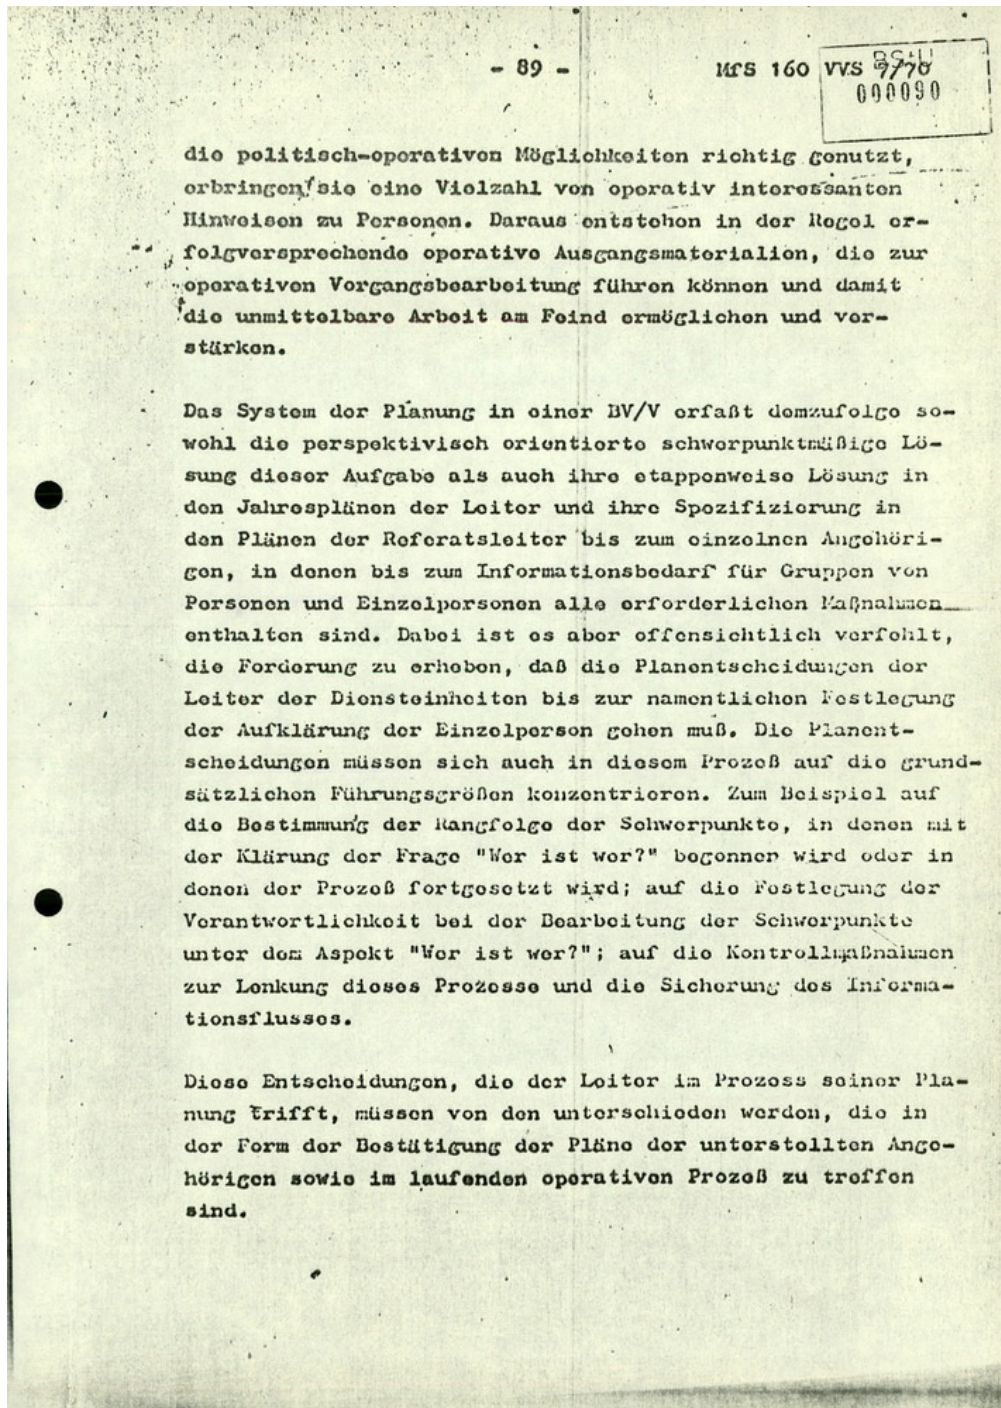 - 89 -
MfS 160 VVS 7/70
BStU
000090
die politisch-operativen Möglichkeiten richtig genutzt,
erbringen sie eine Vielzahl von operativ interessanten
Hinweisen zu Personen. Daraus entstehen in der Regel er-
folgversprechende operative Ausgangsmaterialien, die zur
operativen Vorgangsbearbeitung führen können und damit
die unmittelbare Arbeit am Feind ermöglichen und ver-
stärken.
Das System der Planung in einer BV/V erfaßt demzufolge so-
wohl die perspektivisch orientierte schwerpunktmäßige Lö-
sung dieser Aufgabe als auch ihre etappenweise Lösung in
den Jahresplänen der Leiter und ihre Spezifizierung in
den Plänen der Referatsleiter bis zum einzelnen Angehöri-
gen, in denen bis zum Informationsbedarf für Gruppen von
Personen und Einzelpersonen alle erforderlichen Maßnahmen
enthalten sind. Dabei ist es aber offensichtlich verfehlt,
die Forderung zu erheben, daß die Planentscheidungen der
Leiter der Diensteinheiten bis zur namentlichen Festlegung
der Aufklärung der Einzelperson gehen muß. Die Planent-
scheidungen müssen sich auch in diesem Prozeß auf die grund-
sätzlichen Führungsgrößen konzentrieren. Zum Beispiel auf
die Bestimmung der Rangfolge der Schwerpunkte, in denen mit
der Klärung der Frage "Wer ist wer?" begonnen wird oder in
denen der Prozeß fortgesetzt wird; auf die Festlegung der
Verantwortlichkeit bei der Bearbeitung der Schwerpunkte
unter dem Aspekt "Wer ist wer?"; auf die Kontrollmaßnahmen
zur Lenkung dieses Prozesse und die Sicherung des Informa-
tionsflusses.
Diese Entscheidungen, die der Leiter im Prozess seiner Pla-
nung trifft, müssen von den unterschieden werden, die in
der Form der Bestätigung der Pläne der unterstellten Ange-
hörigen sowie im laufenden operativen Prozeß zu treffen
sind.